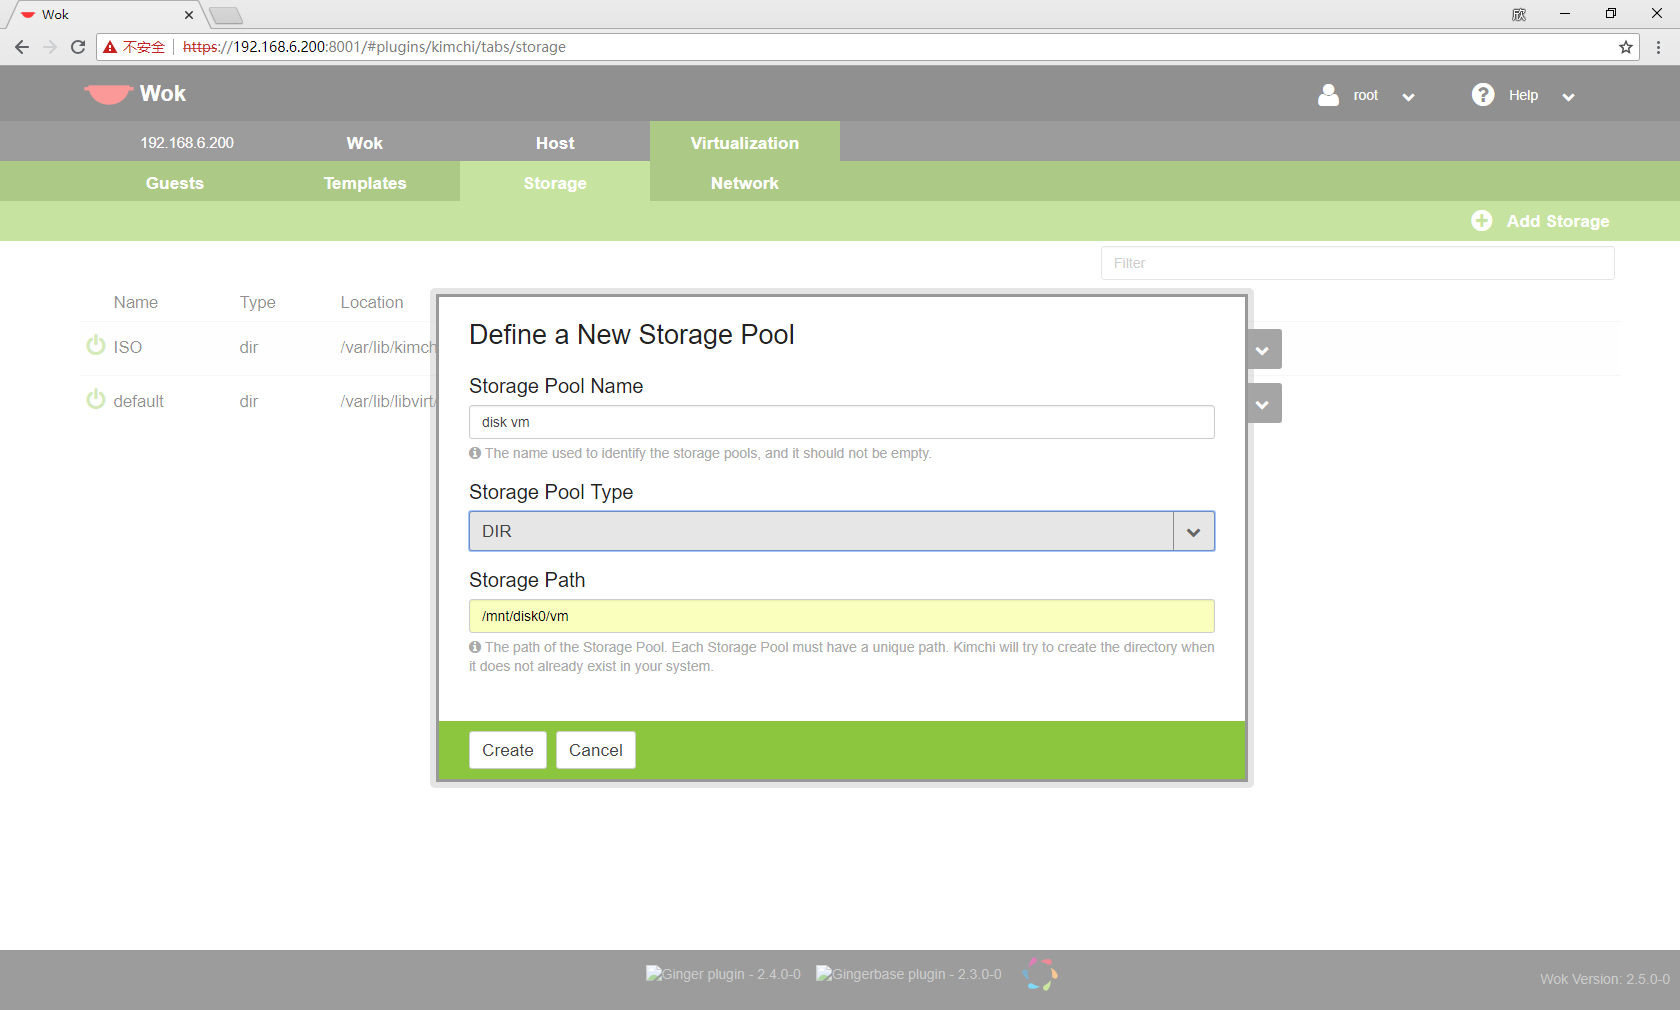 Wok
欣
不安全 https://192.168.6.200:8001/#plugins/kimchi/tabs/storage
Wok
root
Help
192.168.6.200 Wok Host Virtualization
Guests Templates Storage Network
Add Storage
Filter
Name Type Location
ISO dir /var/lib/kimch
default dir /var/lib/libvirt/
Define a New Storage Pool
Storage Pool Name
disk vm
The name used to identify the storage pools, and it should not be empty.
Storage Pool Type
DIR
Storage Path
/mnt/disk0/vm
The path of the Storage Pool. Each Storage Pool must have a unique path. Kimchi will try to create the directory when
it does not already exist in your system.
Create Cancel
Ginger plugin - 2.4.0-0 Gingerbase plugin - 2.3.0-0
Wok Version: 2.5.0-0